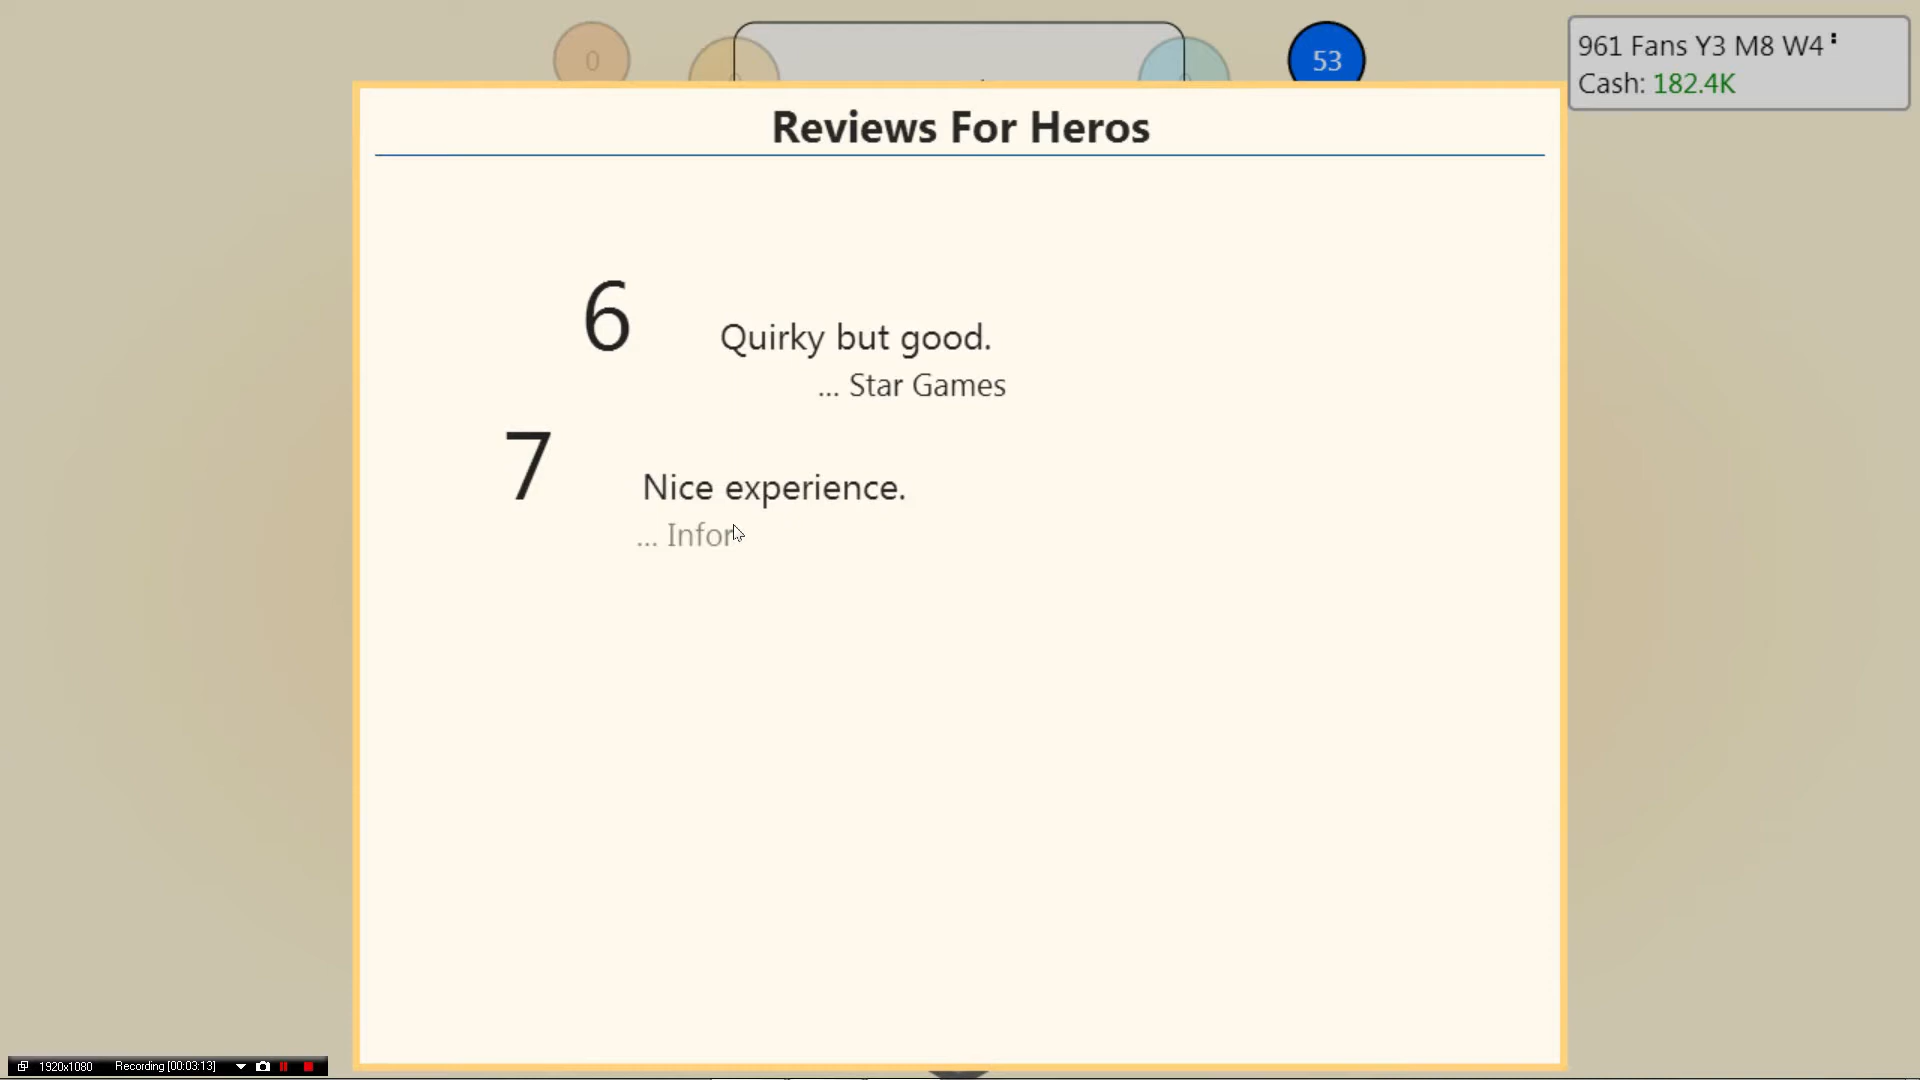 0
53
961 Fans Y3 M8 W4
Cash: 182.4K
Reviews For Heros
6
Quirky but good.
... Star Games
7
Nice experience.
... Infor
1920x1080
Recording [00:03:13]